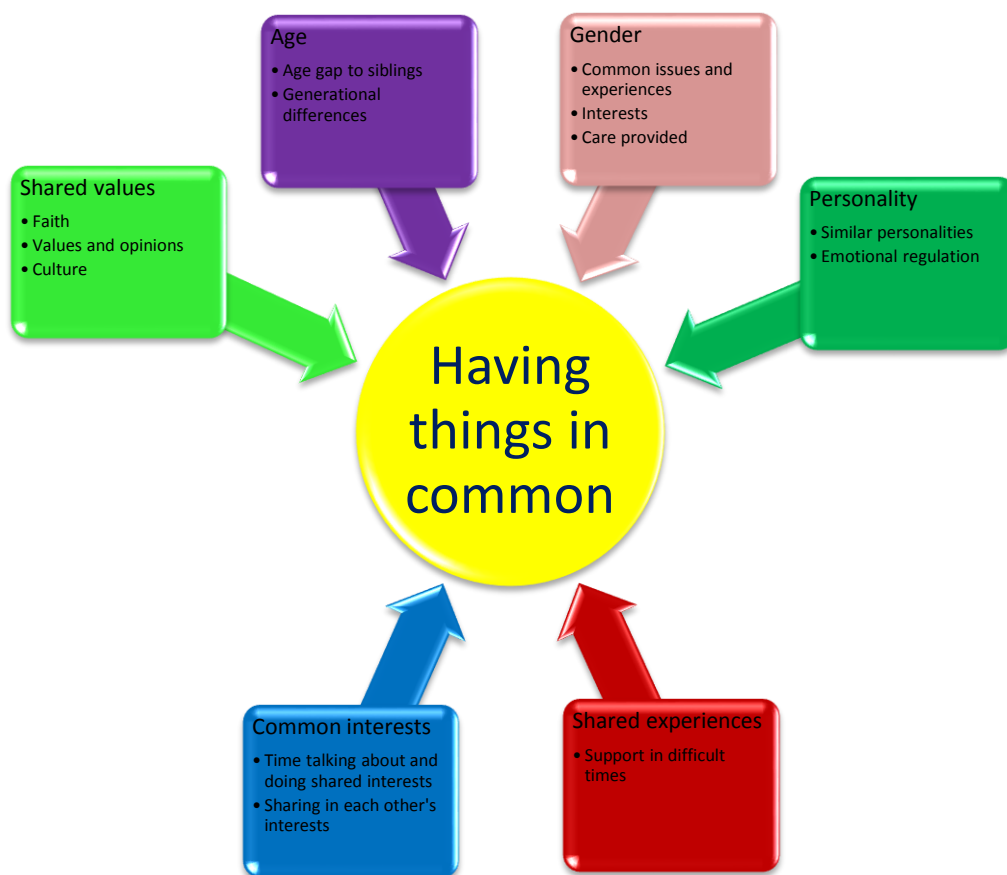 Age
• Age gap to siblings
• Generational
differences
Gender
• Common issues and
experiences
• Interests
• Care provided
Shared values
• Faith
• Values and opinions
• Culture
Personality
• Similar personalities
• Emotional regulation
Having
things in
common
Common interests
• Time talking about and
doing shared interests
• Sharing in each other's
interests
Shared experiences
• Support in difficult
times